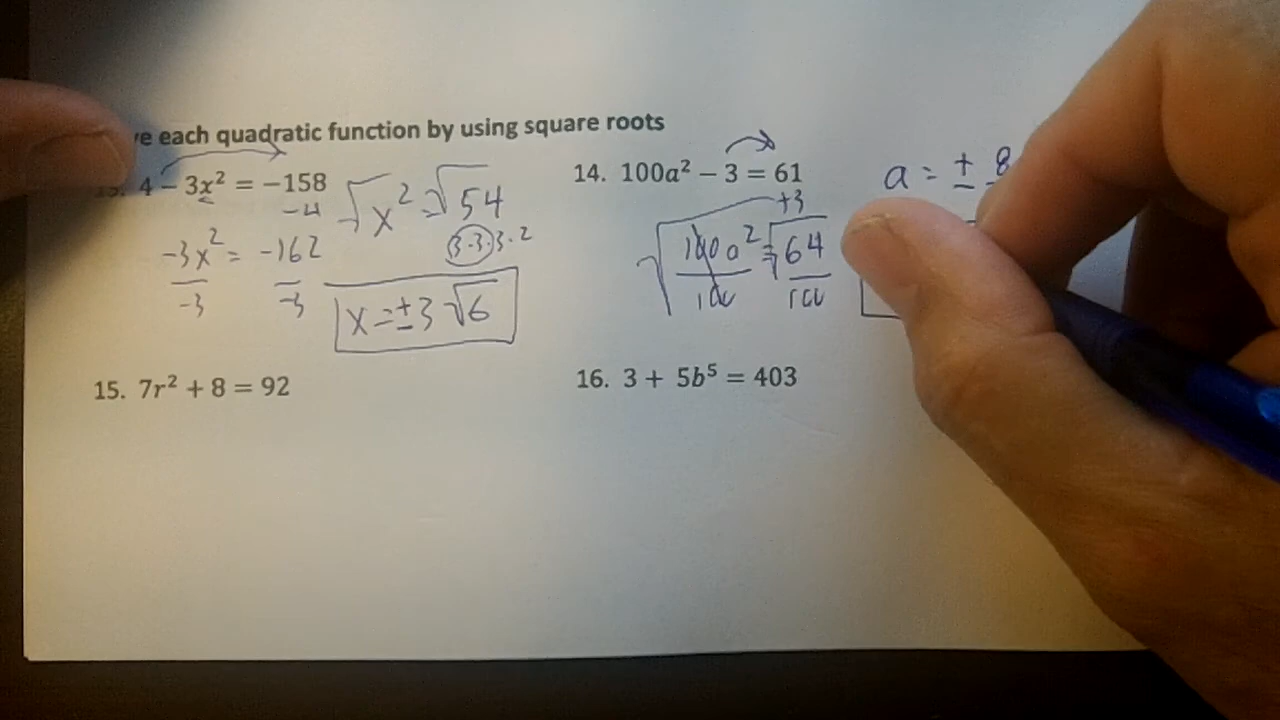 ve each quadratic function by using square roots
13. 4 − 3x² = −158
−4
−3x² = −162
−3 −3
√x² = √54
3·3·3·2
x = ± 3√6
14. 100a² − 3 = 61
+3
√100a² = √64
100 100
a = ± 8
15. 7r² + 8 = 92
16. 3 + 5b⁵ = 403